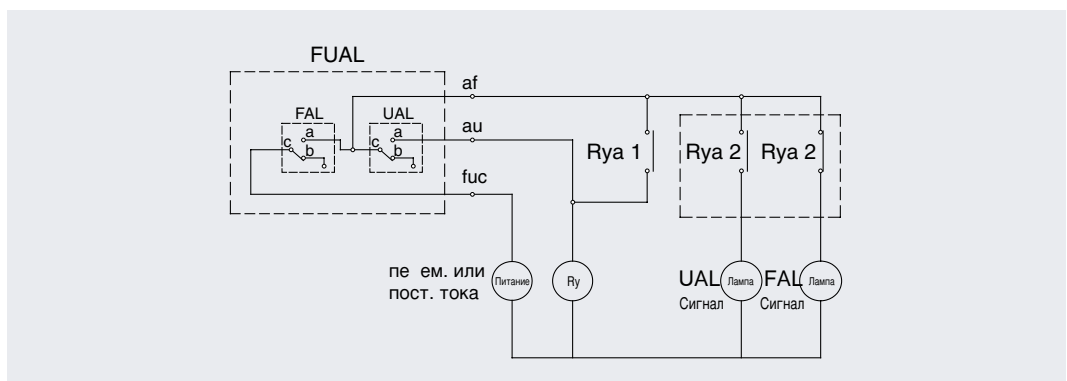 FUAL
af
FAL
UAL
a
a
au
c
c
b
b
Rya 1
Rya 2
Rya 2
fuc
пе ем. или
пост. тока
Питание
Ry
UAL
Сигнал
Лампа
FAL
Сигнал
Лампа